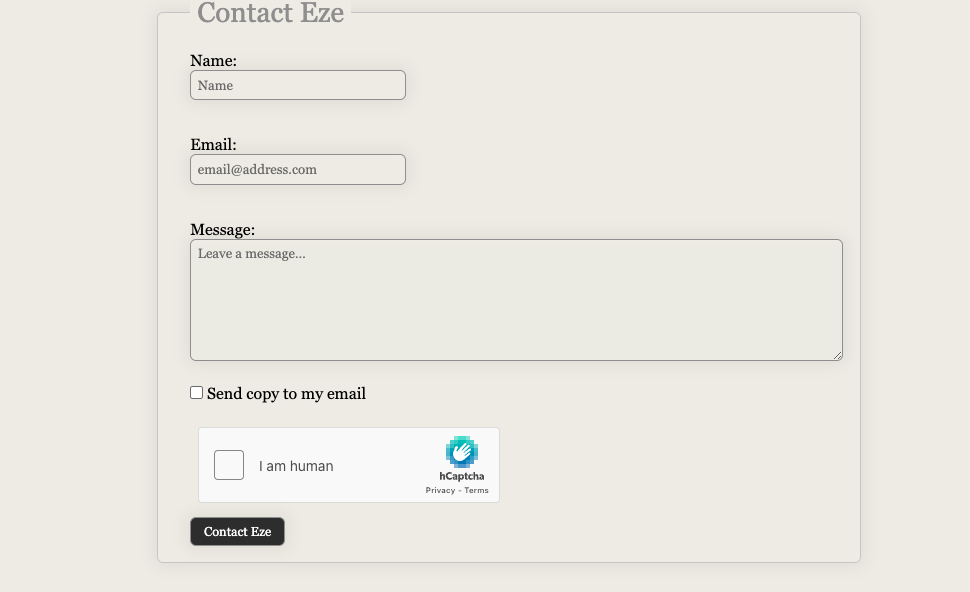 Contact Eze
Name:
Name
Email:
email@address.com
Message:
Leave a message...
Send copy to my email
I am human
hCaptcha
Privacy - Terms
Contact Eze